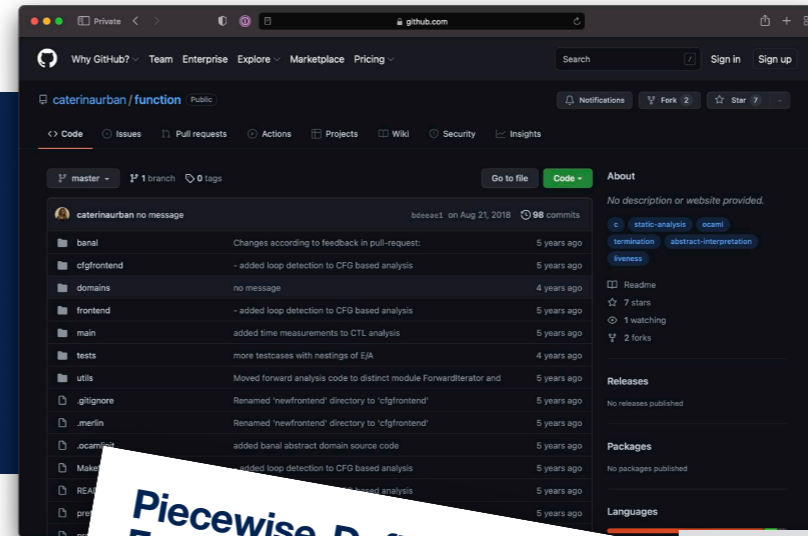 Private
github.com
Why GitHub? Team Enterprise Explore Marketplace Pricing Search / Sign in Sign up
caterinaurban / function Public
Notifications Fork 2 Star 7
<> Code Issues Pull requests Actions Projects Wiki Security Insights
master 1 branch 0 tags Go to file Code
caterinaurban no message bdeeae1 on Aug 21, 2018 98 commits
banal Changes according to feedback in pull-request: 5 years ago
cfgfrontend - added loop detection to CFG based analysis 5 years ago
domains no message 4 years ago
frontend - added loop detection to CFG based analysis 5 years ago
main added time measurements to CTL analysis 5 years ago
tests more testcases with nestings of E/A 4 years ago
utils Moved forward analysis code to distinct module ForwardIterator and 5 years ago
.gitignore Renamed 'newfrontend' directory to 'cfgfrontend' 5 years ago
.merlin Renamed 'newfrontend' directory to 'cfgfrontend' 5 years ago
added banal abstract domain source code 5 years ago
added loop detection to CFG based analysis 5 years ago
based analysis 5 years ago
5 years ago
About
No description or website provided.
c static-analysis ocaml
termination abstract-interpretation
liveness
Readme
7 stars
1 watching
2 forks
Releases
No releases published
Packages
No packages published
Languages
Piecewise